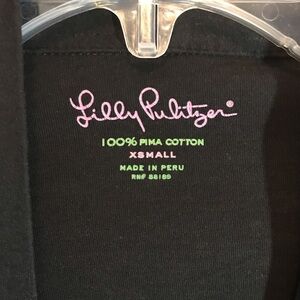 Lilly Pulitzer®
100% PIMA COTTON
XSMALL
MADE IN PERU
RN# 88189